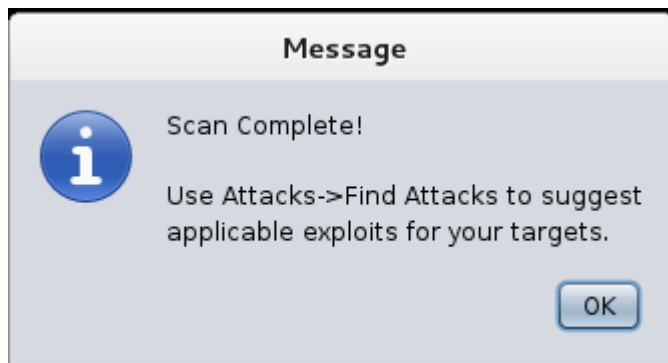 Message
Scan Complete!
Use Attacks->Find Attacks to suggest
applicable exploits for your targets.
OK